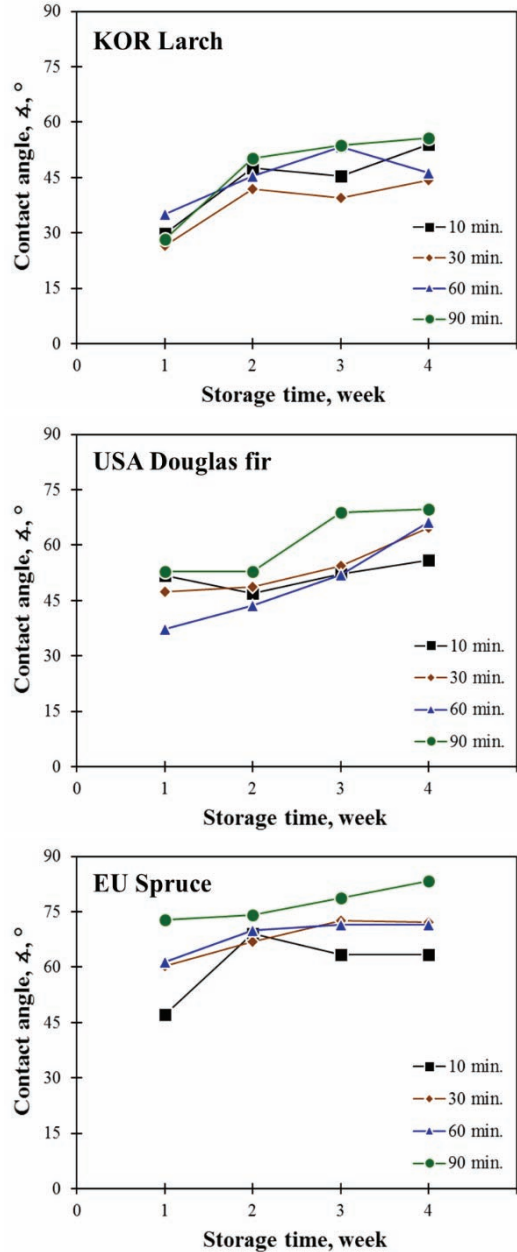 90
KOR Larch
75
60
45
30
15
0
Contact angle, ∡, °
10 min.
30 min.
60 min.
90 min.
0 1 2 3 4
Storage time, week
90
USA Douglas fir
75
60
45
30
15
0
Contact angle, ∡, °
10 min.
30 min.
60 min.
90 min.
0 1 2 3 4
Storage time, week
90
EU Spruce
75
60
45
30
15
0
Contact angle, ∡, °
10 min.
30 min.
60 min.
90 min.
0 1 2 3 4
Storage time, week